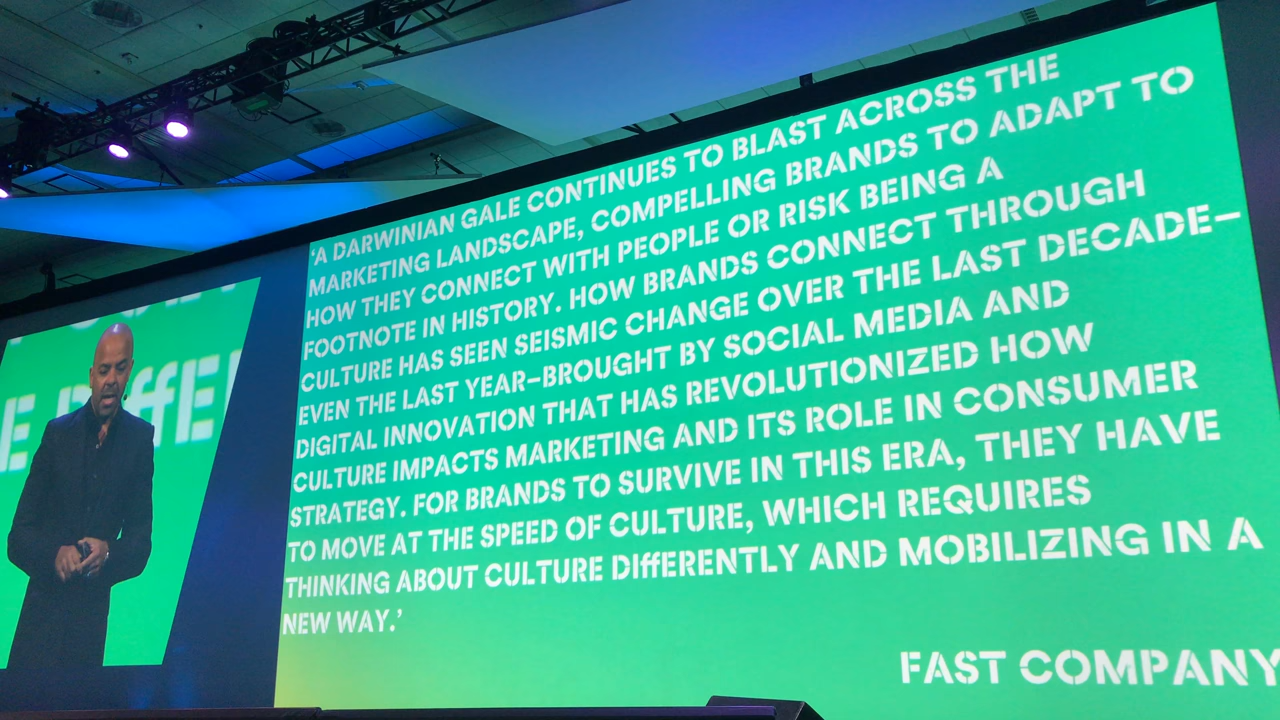 'A DARWINIAN GALE CONTINUES TO BLAST ACROSS THE
MARKETING LANDSCAPE, COMPELLING BRANDS TO ADAPT TO
HOW THEY CONNECT WITH PEOPLE OR RISK BEING A
FOOTNOTE IN HISTORY. HOW BRANDS CONNECT THROUGH
CULTURE HAS SEEN SEISMIC CHANGE OVER THE LAST DECADE–
EVEN THE LAST YEAR–BROUGHT BY SOCIAL MEDIA AND
DIGITAL INNOVATION THAT HAS REVOLUTIONIZED HOW
CULTURE IMPACTS MARKETING AND ITS ROLE IN CONSUMER
STRATEGY. FOR BRANDS TO SURVIVE IN THIS ERA, THEY HAVE
TO MOVE AT THE SPEED OF CULTURE, WHICH REQUIRES
THINKING ABOUT CULTURE DIffERENTLY AND MOBILIZING IN A
NEW WAY.'
FAST COMPANY